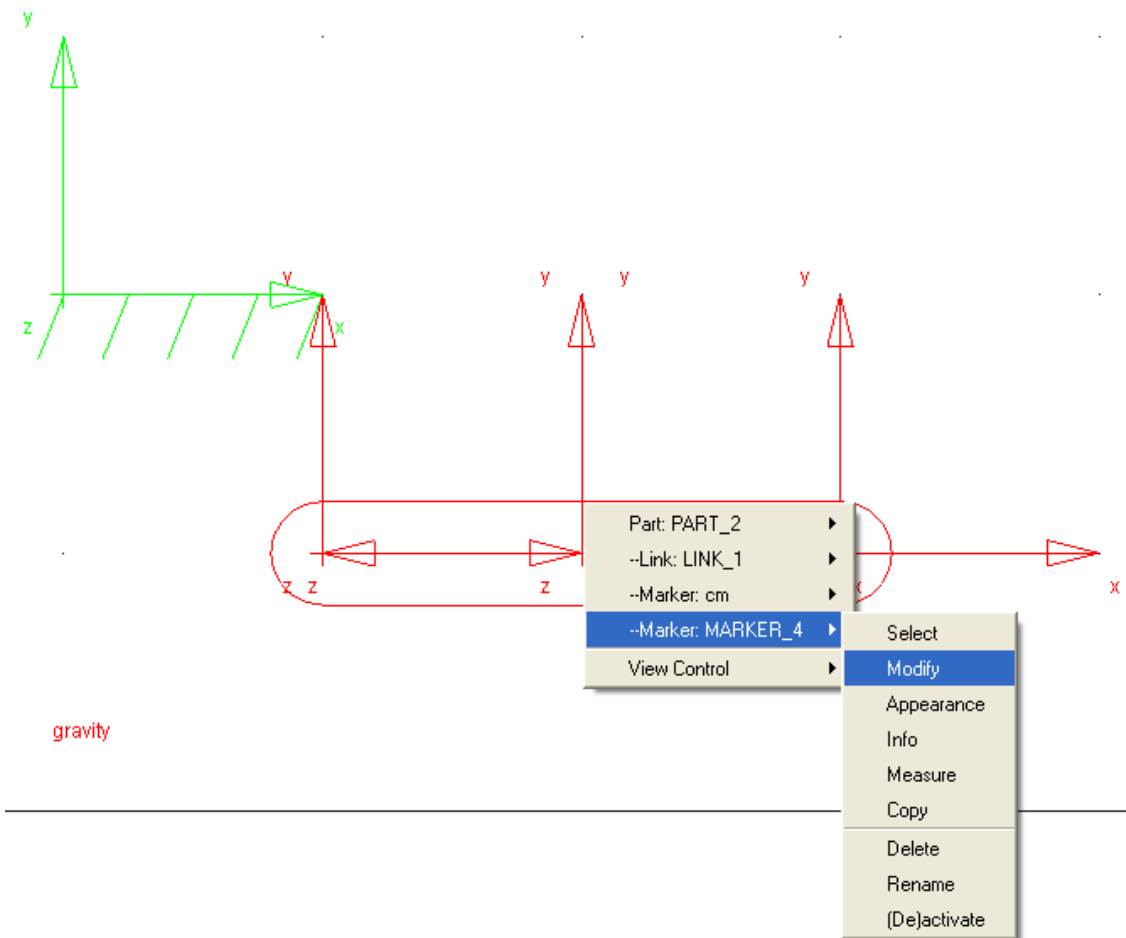 y
y
y
y
y
z
x
Part: PART_2
--Link: LINK_1
z
z
z
--Marker: cm
x
--Marker: MARKER_4
Select
View Control
Modify
Appearance
gravity
Info
Measure
Copy
Delete
Rename
(De)activate